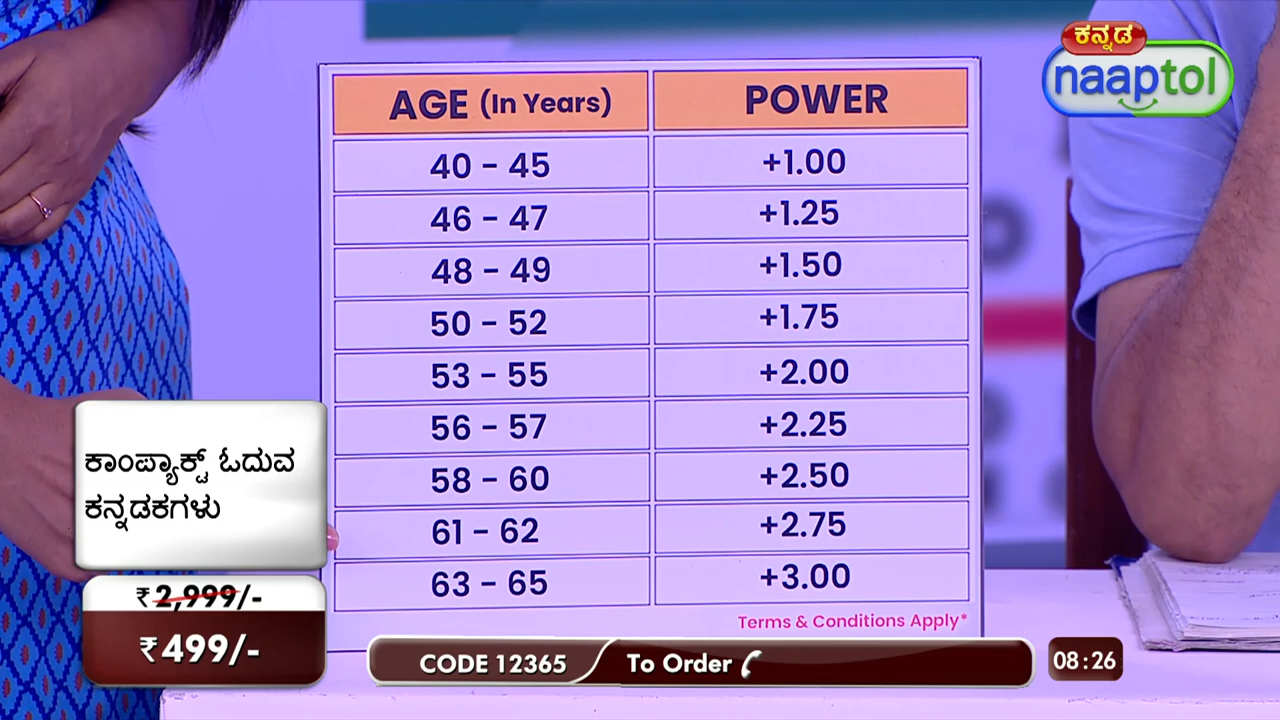 ಕನ್ನಡ
naaptol
AGE (In Years) POWER
40 - 45 +1.00
46 - 47 +1.25
48 - 49 +1.50
50 - 52 +1.75
53 - 55 +2.00
56 - 57 +2.25
58 - 60 +2.50
61 - 62 +2.75
63 - 65 +3.00
Terms & Conditions Apply*
ಕಾಂಪ್ಯಾಕ್ಟ್ ಓದುವ
ಕನ್ನಡಕಗಳು
₹2,999/-
₹499/-
CODE 12365 To Order
08:26